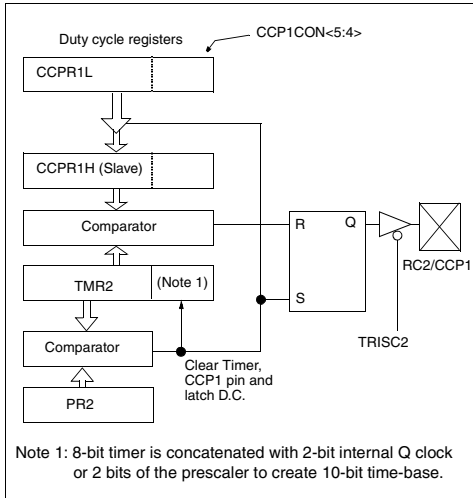 Duty cycle registers
CCP1CON<5:4>
CCPR1L
CCPR1H (Slave)
Comparator
R
Q
RC2/CCP1
TMR2
(Note 1)
S
TRISC2
Comparator
Clear Timer,
CCP1 pin and
latch D.C.
PR2
Note 1: 8-bit timer is concatenated with 2-bit internal Q clock
or 2 bits of the prescaler to create 10-bit time-base.